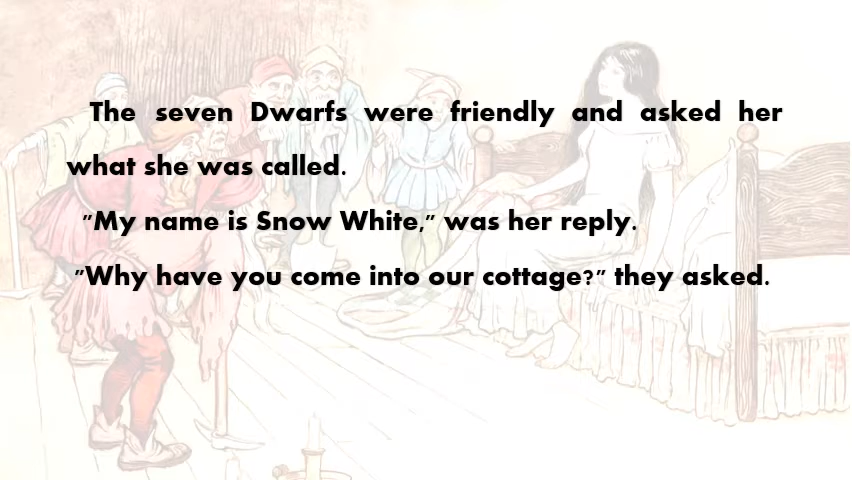 The seven Dwarfs were friendly and asked her
what she was called.
"My name is Snow White," was her reply.
"Why have you come into our cottage?" they asked.